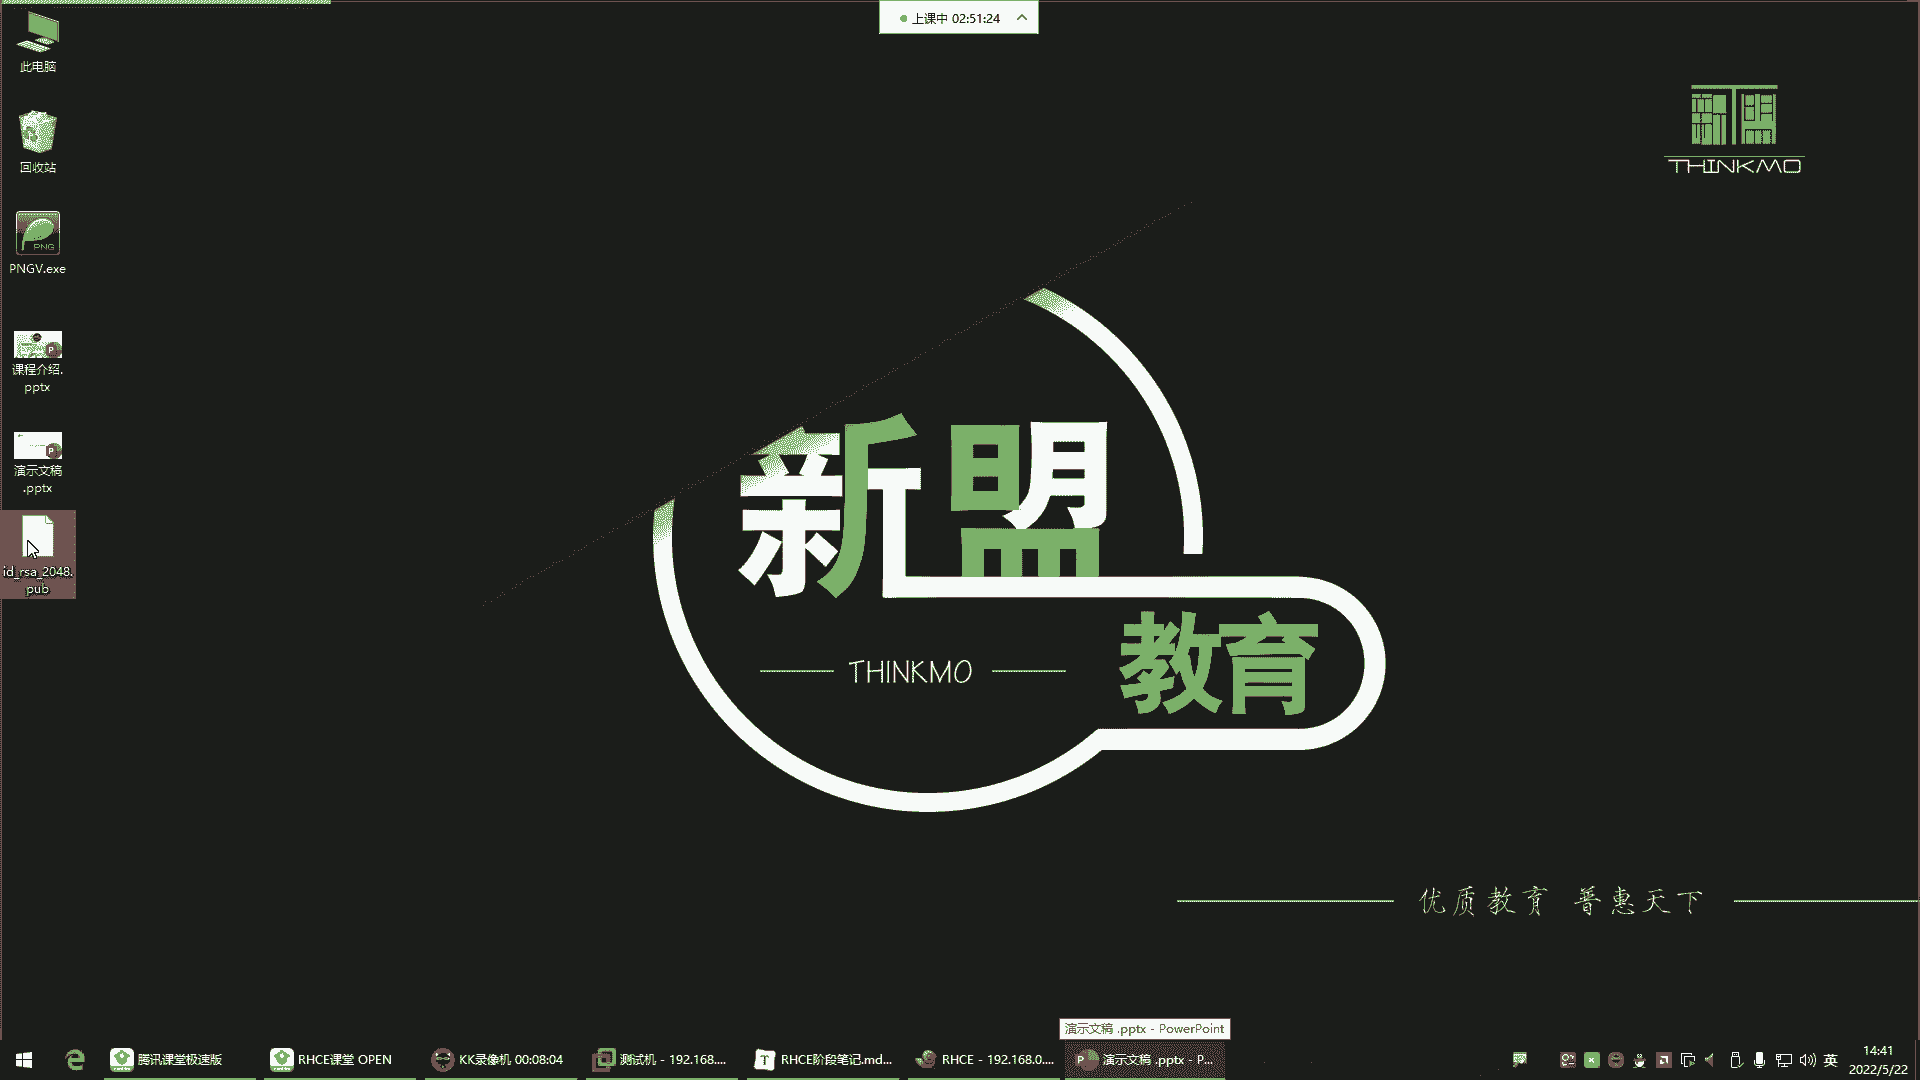 上课中 02:51:24
此电脑
回收站
PNG
PNGV.exe
课程介绍.
pptx
演示文稿
.pptx
id_rsa_2048.
pub
THINKMO
新盟
教育
THINKMO
优质教育 普惠天下
演示文稿 .pptx - PowerPoint
腾讯课堂极速版
RHCE课堂 OPEN
KK录像机 00:08:04
测试机 - 192.168....
RHCE阶段笔记.md...
RHCE - 192.168.0....
演示文稿 .pptx - P...
英
14:41
2022/5/22